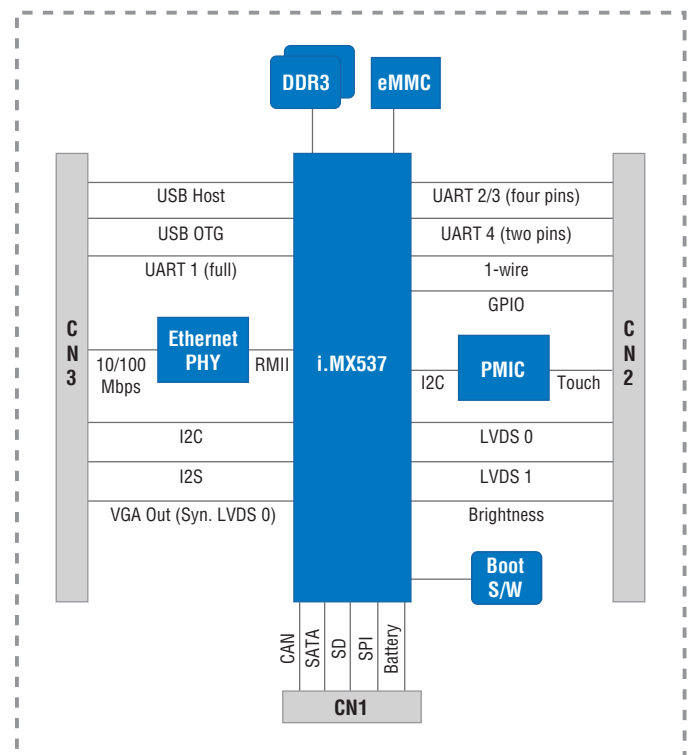 DDR3
eMMC
USB Host
UART 2/3 (four pins)
USB OTG
UART 4 (two pins)
UART 1 (full)
1-wire
GPIO
CN3
Ethernet
PHY
10/100
Mbps
RMII
i.MX537
I2C
PMIC
Touch
CN2
I2C
LVDS 0
I2S
LVDS 1
VGA Out (Syn. LVDS 0)
Brightness
Boot
S/W
CAN
SATA
SD
SPI
Battery
CN1